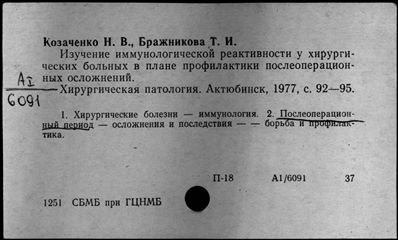 Козаченко Н. В., Бражникова Т. И.
Изучение иммунологической реактивности у хирурги-
ческих больных в плане профилактики послеоперацион-
ных осложнений.
АI
6091
Хирургическая патология. Актюбинск, 1977, с. 92—95.
1. Хирургические болезни — иммунология. 2. Послеоперацион-
ный период — осложнения и последствия — — борьба и профилак-
тика.
П-18 А1/6091 37
1251 СБМБ при ГЦНМБ